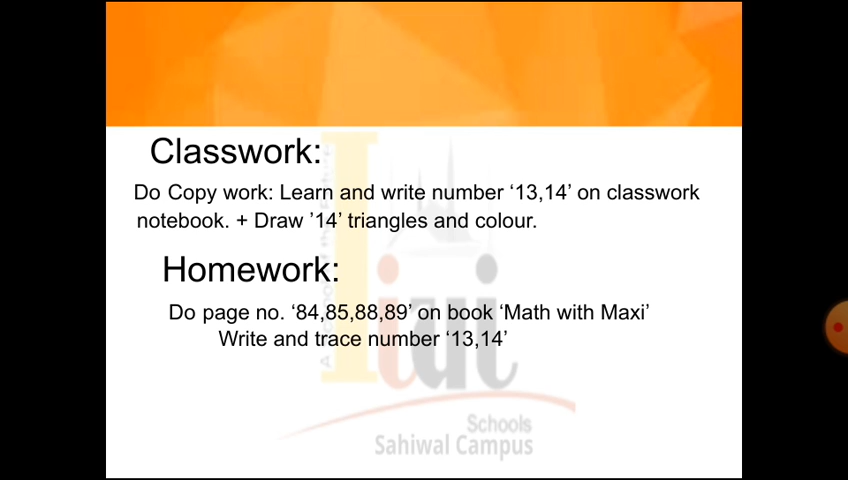 Classwork:
Do Copy work: Learn and write number ‘13,14’ on classwork
notebook. + Draw ’14’ triangles and colour.
Homework:
Do page no. ‘84,85,88,89’ on book ‘Math with Maxi’
Write and trace number ‘13,14’
Schools
Sahiwal Campus